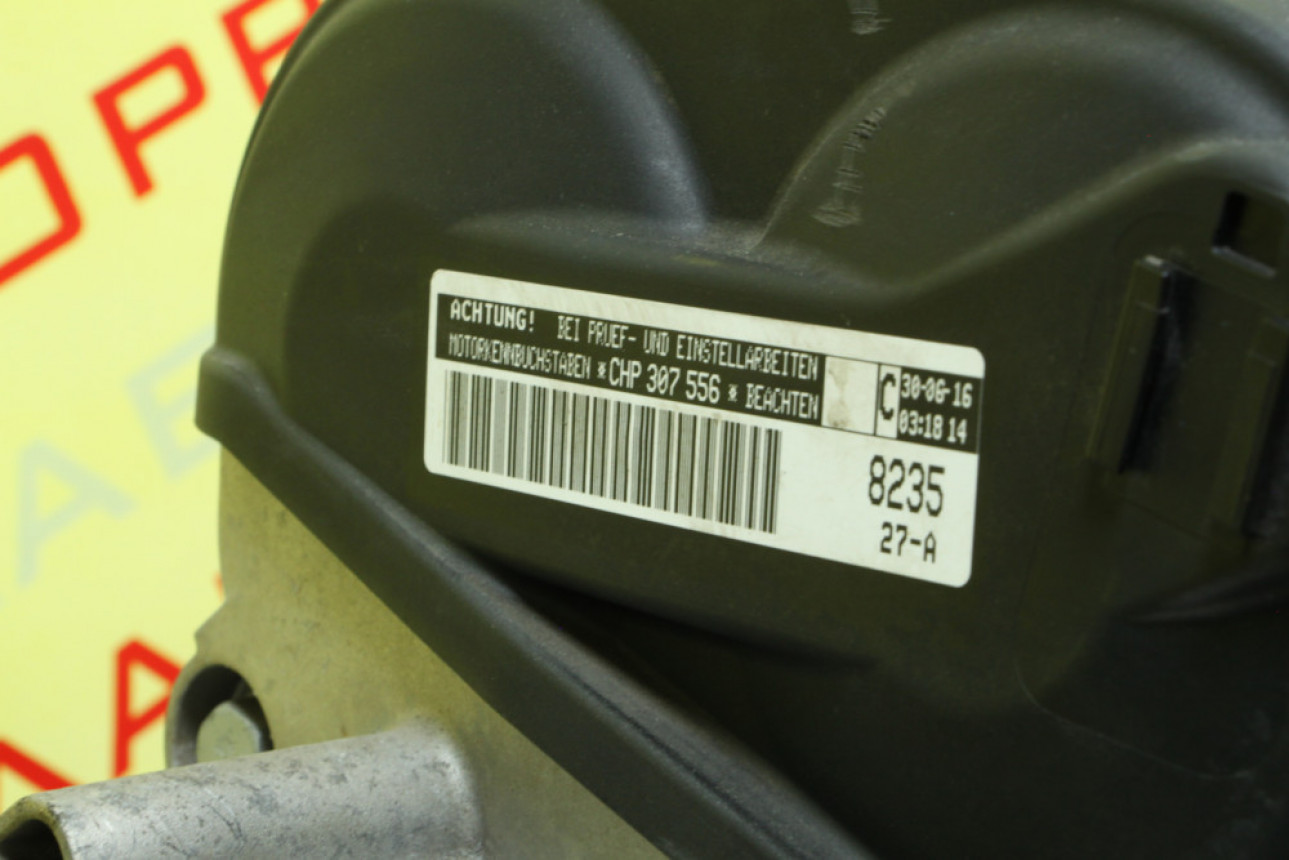 ACHTUNG! BEI PRUEF- UND EINSTELLARBEITEN
MOTORKENNBUCHSTABEN *CHP 307 556 * BEACHTEN
C
30-06-16
03:18 14
8235
27-A